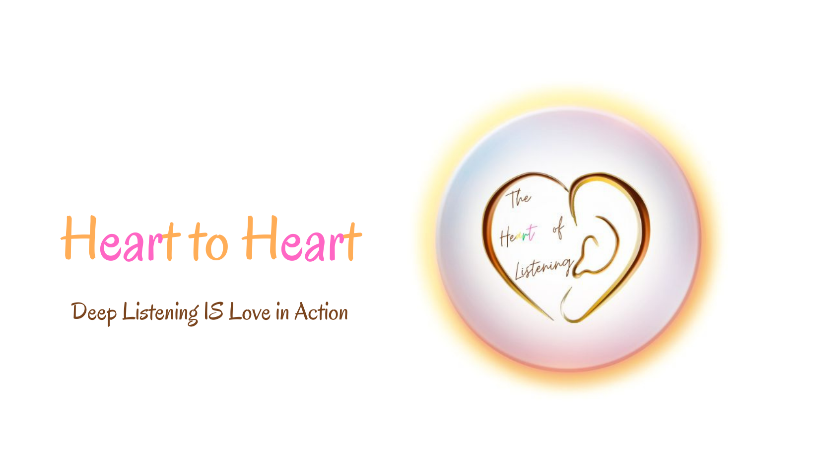 Heart to Heart
Deep Listening IS Love in Action
The
Heart of
Listening